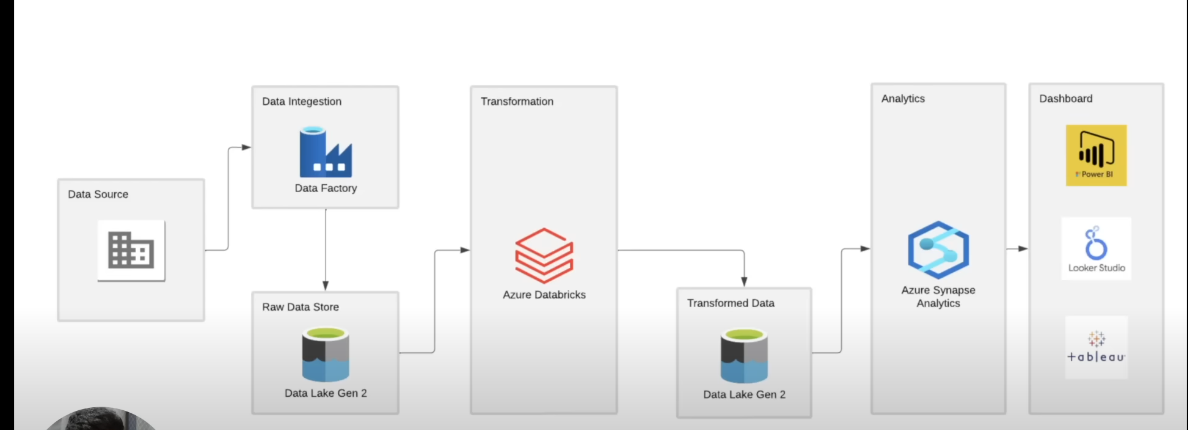 Data Source
Data Integestion
Data Factory
Raw Data Store
Data Lake Gen 2
Transformation
Azure Databricks
Transformed Data
Data Lake Gen 2
Analytics
Azure Synapse
Analytics
Dashboard
Power BI
Looker Studio
+ableau